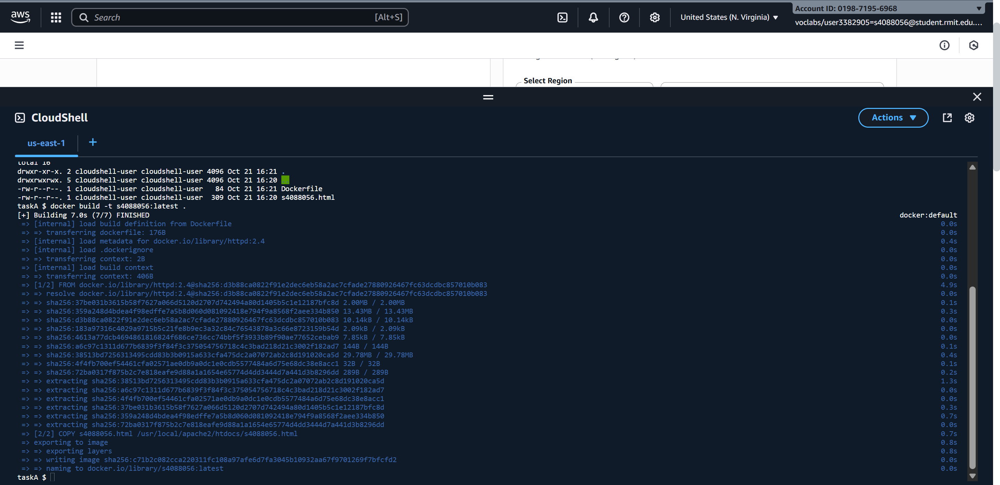 aws
Search
[Alt+S]
United States (N. Virginia)
Account ID: 0198-7195-6968
voclabs/user3382905=s4088056@student.rmit.edu....
Select Region
CloudShell
Actions
us-east-1
+
total 16
drwxr-xr-x. 2 cloudshell-user cloudshell-user 4096 Oct 21 16:21 .
drwxrwxrwx. 5 cloudshell-user cloudshell-user 4096 Oct 21 16:20 ..
-rw-r--r--. 1 cloudshell-user cloudshell-user   84 Oct 21 16:21 Dockerfile
-rw-r--r--. 1 cloudshell-user cloudshell-user  309 Oct 21 16:20 s4088056.html
taskA $ docker build -t s4088056:latest .
[+] Building 7.0s (7/7) FINISHED docker:default
=> [internal] load build definition from Dockerfile 0.0s
=> => transferring dockerfile: 176B 0.0s
=> [internal] load metadata for docker.io/library/httpd:2.4 0.4s
=> [internal] load .dockerignore 0.0s
=> => transferring context: 2B 0.0s
=> [internal] load build context 0.0s
=> => transferring context: 406B 0.0s
=> [1/2] FROM docker.io/library/httpd:2.4@sha256:d3b88ca0822f91e2dec6eb58a2ac7cfade27880926467fc63dcdbc857010b083 4.9s
=> => resolve docker.io/library/httpd:2.4@sha256:d3b88ca0822f91e2dec6eb58a2ac7cfade27880926467fc63dcdbc857010b083 0.0s
=> => sha256:37be031b3615b58f7627a066d5120d2707d742494a80d1405b5c1e12187bfc8d 2.00MB / 2.00MB 0.1s
=> => sha256:359a248d4bdea4f98edffe7a5b8d060d081092418e794f9a8568f2aee334b850 13.43MB / 13.43MB 0.3s
=> => sha256:d3b88ca0822f91e2dec6eb58a2ac7cfade27880926467fc63dcdbc857010b083 10.14kB / 10.14kB 0.0s
=> => sha256:183a97316c4029a9715b5c21fe8b9ec3a32c84c76543878a3c66e8723159b54d 2.09kB / 2.09kB 0.0s
=> => sha256:4613a77dcb4694861816824f686ce736cc74bbf5f3933b89f90ae77652cebab9 7.85kB / 7.85kB 0.0s
=> => sha256:a6c97c1311d677b6839f3f84f3c375054756718c4c3bad218d21c3002f182ad7 144B / 144B 0.1s
=> => sha256:38513bd7256313495cdd83b3b0915a633cfa475dc2a07072ab2c8d191020ca5d 29.78MB / 29.78MB 0.4s
=> => sha256:4f4fb700ef54461cfa02571ae0db9a0dc1e0cdb5577484a6d75e68dc38e8acc1 32B / 32B 0.1s
=> => sha256:72ba0317f875b2c7e818eafe9d88a1a1654e65774d4dd3444d7a441d3b8296dd 289B / 289B 0.2s
=> => extracting sha256:38513bd7256313495cdd83b3b0915a633cfa475dc2a07072ab2c8d191020ca5d 1.3s
=> => extracting sha256:a6c97c1311d677b6839f3f84f3c375054756718c4c3bad218d21c3002f182ad7 0.0s
=> => extracting sha256:4f4fb700ef54461cfa02571ae0db9a0dc1e0cdb5577484a6d75e68dc38e8acc1 0.0s
=> => extracting sha256:37be031b3615b58f7627a066d5120d2707d742494a80d1405b5c1e12187bfc8d 0.3s
=> => extracting sha256:359a248d4bdea4f98edffe7a5b8d060d081092418e794f9a8568f2aee334b850 0.7s
=> => extracting sha256:72ba0317f875b2c7e818eafe9d88a1a1654e65774d4dd3444d7a441d3b8296dd 0.0s
=> [2/2] COPY s4088056.html /usr/local/apache2/htdocs/s4088056.html 0.7s
=> exporting to image 0.8s
=> => exporting layers 0.8s
=> => writing image sha256:c71b2c082cca220311fc108a97afe6d7fa3045b10932aa67f9701269f7bfcfd2 0.0s
=> => naming to docker.io/library/s4088056:latest 0.0s
taskA $